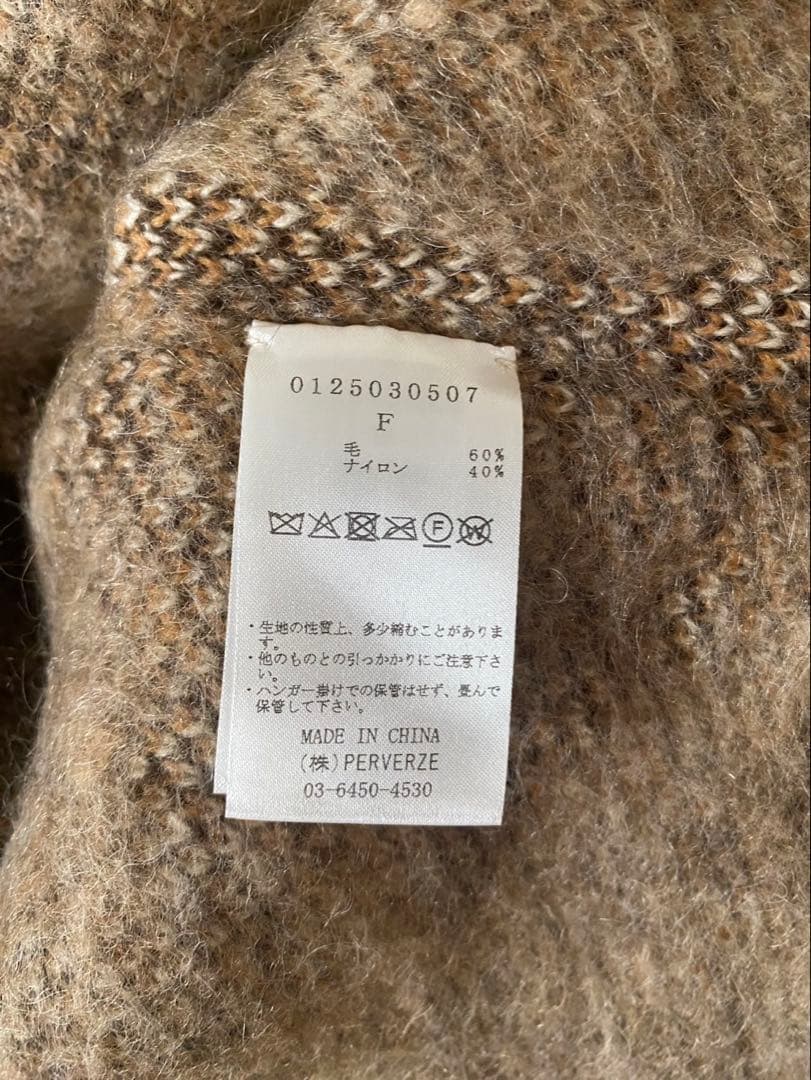 0125030507
F
毛 60%
ナイロン 40%
F W
・生地の性質上、多少縮むことがありま
す。
・他のものとの引っかかりにご注意下さ
い。
・ハンガー掛けでの保管はせず、畳んで
保管して下さい。
MADE IN CHINA
(株)PERVERZE
03-6450-4530